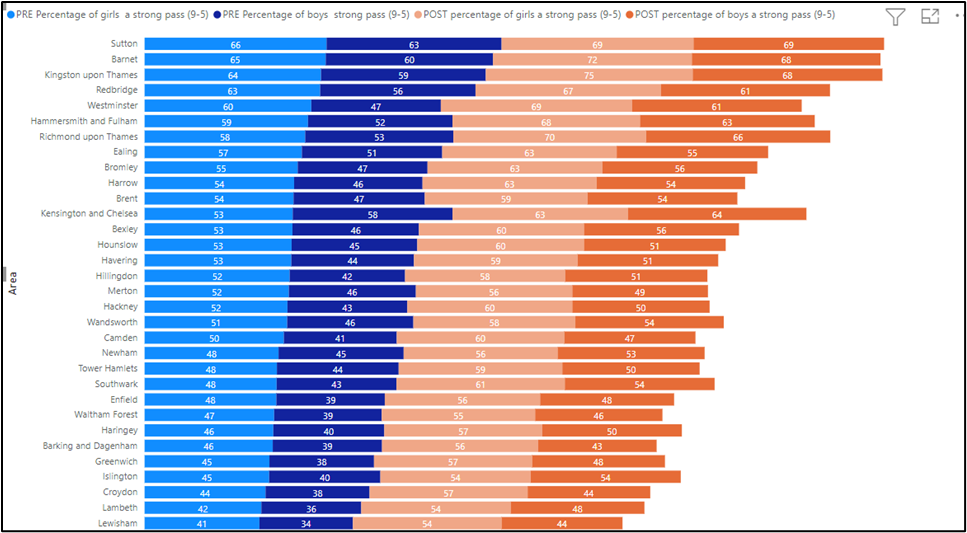 PRE Percentage of girls a strong pass (9-5) PRE Percentage of boys strong pass (9-5) POST percentage of girls a strong pass (9-5) POST percentage of boys a strong pass (9-5)
Sutton 66 63 69 69
Barnet 65 60 72 68
Kingston upon Thames 64 59 75 68
Redbridge 63 56 67 61
Westminster 60 47 69 61
Hammersmith and Fulham 59 52 68 63
Richmond upon Thames 58 53 70 66
Ealing 57 51 63 55
Bromley 55 47 63 56
Harrow 54 46 63 54
Brent 54 47 59 54
Kensington and Chelsea 53 58 63 64
Bexley 53 46 60 56
Hounslow 53 45 60 51
Havering 53 44 59 51
Hillingdon 52 42 58 51
Merton 52 46 56 49
Hackney 52 43 60 50
Wandsworth 51 46 58 54
Camden 50 41 60 47
Newham 48 45 56 53
Tower Hamlets 48 44 59 50
Southwark 48 43 61 54
Enfield 48 39 56 48
Waltham Forest 47 39 55 46
Haringey 46 40 57 50
Barking and Dagenham 46 39 56 43
Greenwich 45 38 57 48
Islington 45 40 54 54
Croydon 44 38 57 44
Lambeth 42 36 54 48
Lewisham 41 34 54 44
Area